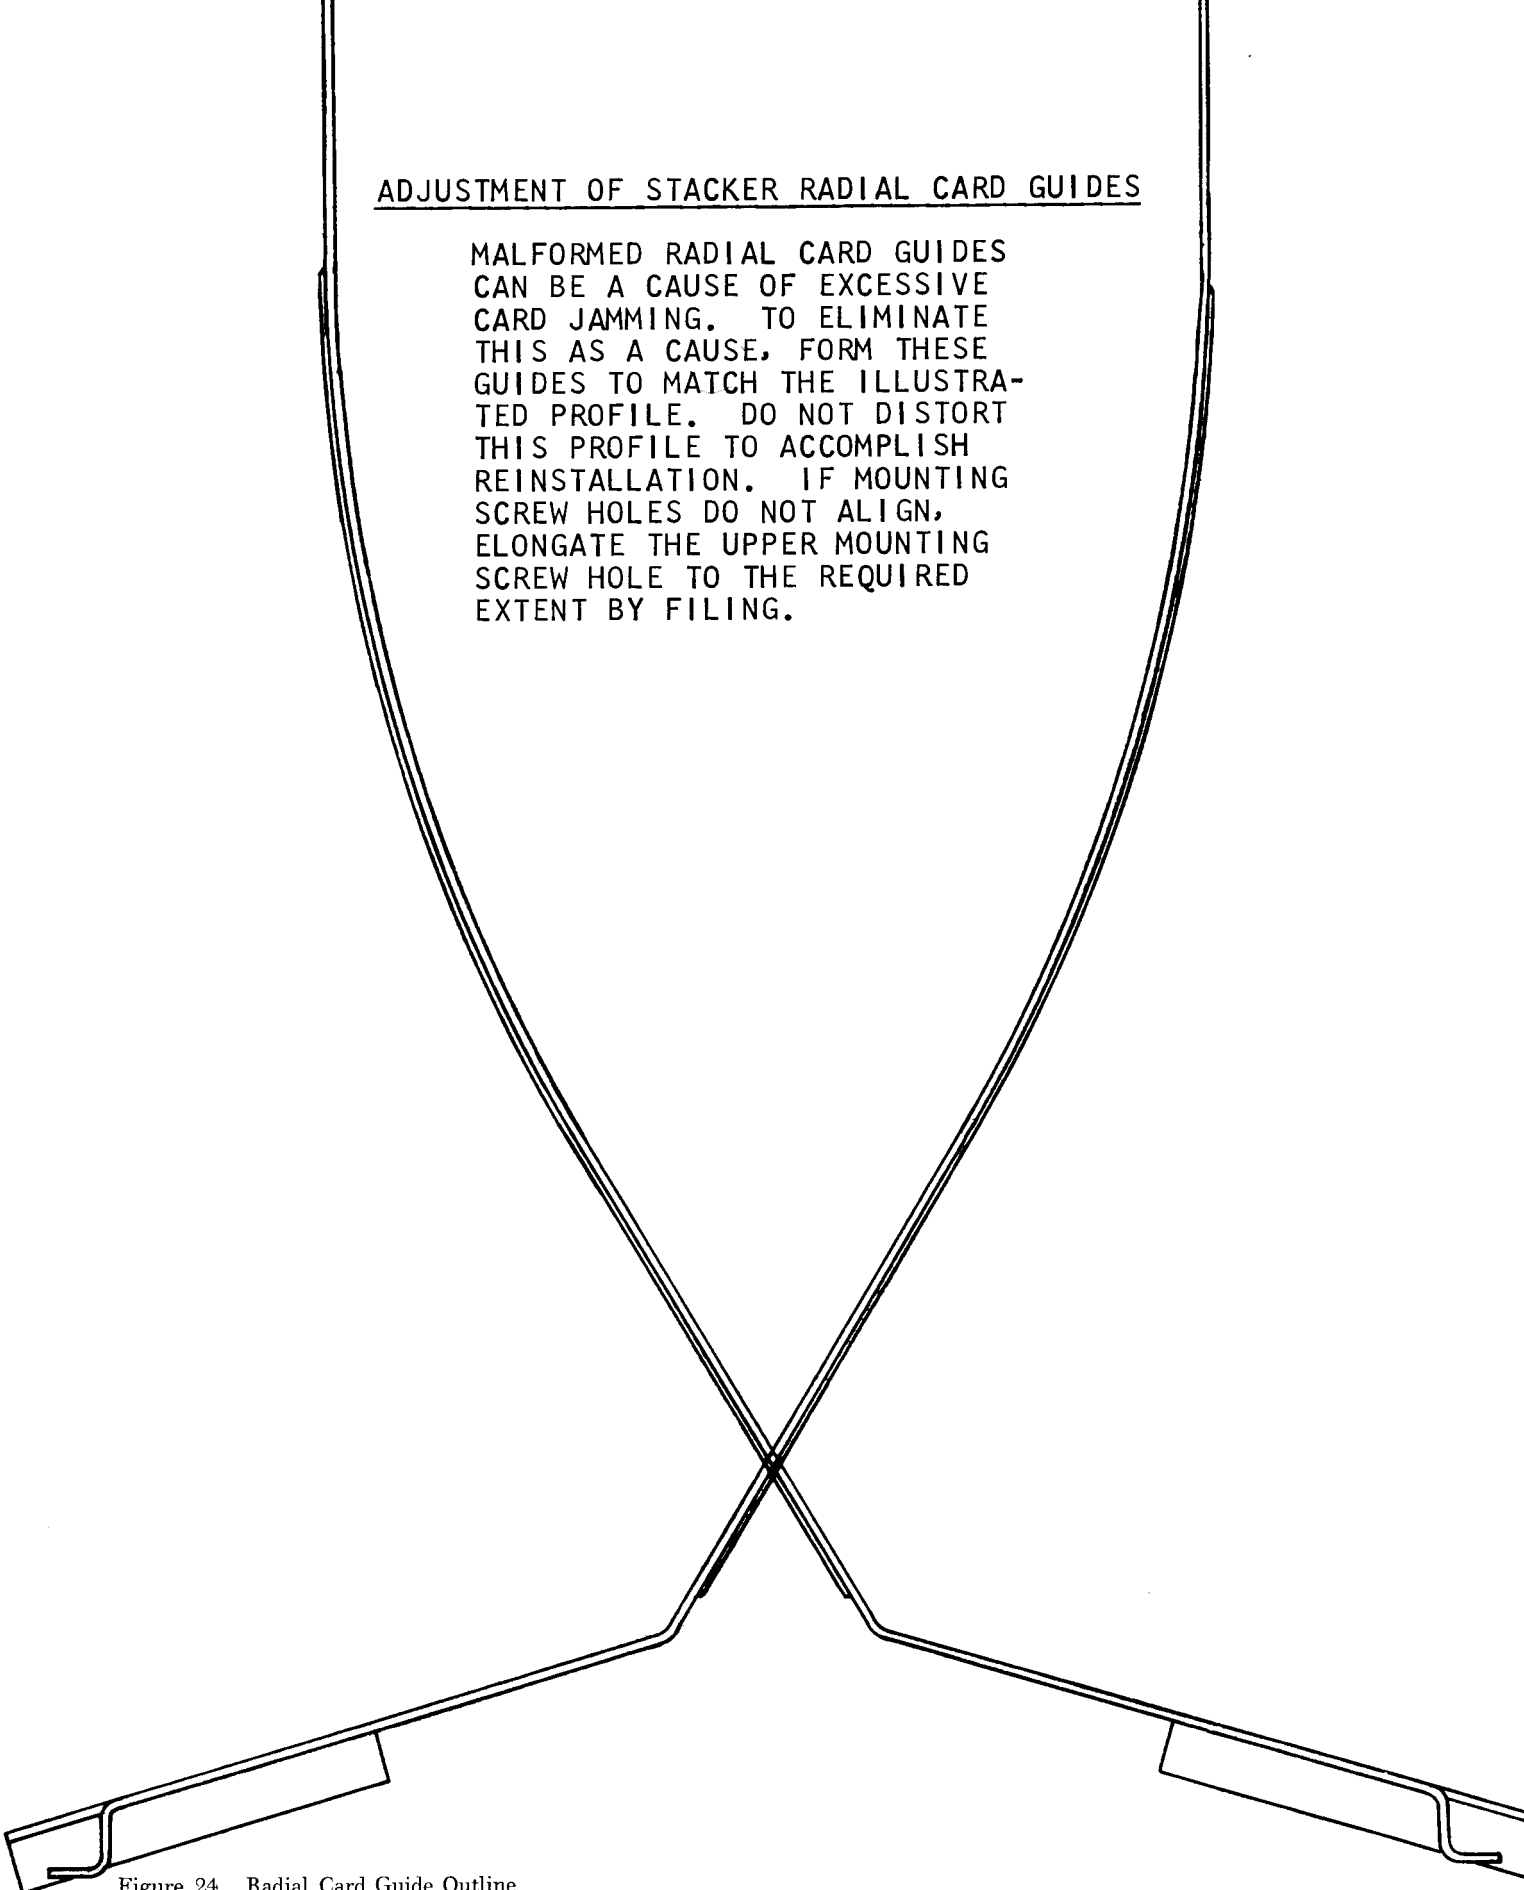 ADJUSTMENT OF STACKER RADIAL CARD GUIDES
MALFORMED RADIAL CARD GUIDES
CAN BE A CAUSE OF EXCESSIVE
CARD JAMMING. TO ELIMINATE
THIS AS A CAUSE, FORM THESE
GUIDES TO MATCH THE ILLUSTRA-
TED PROFILE. DO NOT DISTORT
THIS PROFILE TO ACCOMPLISH
REINSTALLATION. IF MOUNTING
SCREW HOLES DO NOT ALIGN,
ELONGATE THE UPPER MOUNTING
SCREW HOLE TO THE REQUIRED
EXTENT BY FILING.
Figure 24. Radial Card Guide Outline